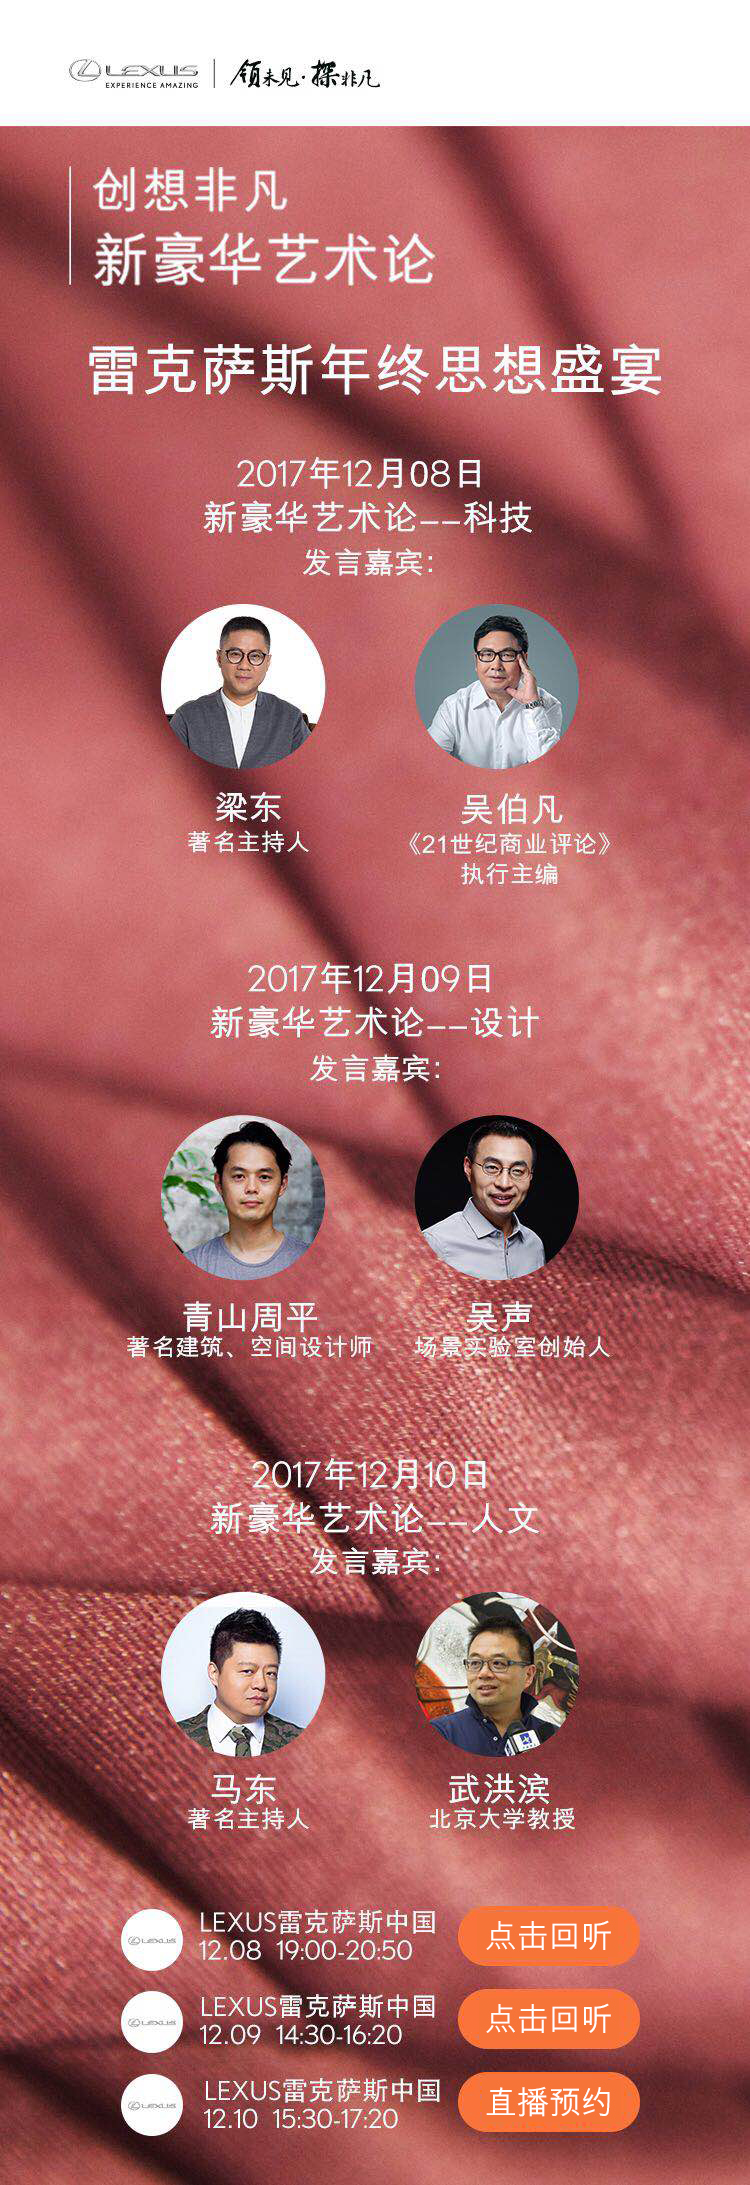 LEXUS
EXPERIENCE AMAZING
领未见·探非凡
创想非凡
新豪华艺术论
雷克萨斯年终思想盛宴
2017年12月08日
新豪华艺术论--科技
发言嘉宾:
梁东
著名主持人
吴伯凡
《21世纪商业评论》
执行主编
2017年12月09日
新豪华艺术论--设计
发言嘉宾:
青山周平
著名建筑、空间设计师
吴声
场景实验室创始人
2017年12月10日
新豪华艺术论--人文
发言嘉宾:
马东
著名主持人
武洪滨
北京大学教授
LEXUS
LEXUS雷克萨斯中国
12.08 19:00-20:50
点击回听
LEXUS
LEXUS雷克萨斯中国
12.09 14:30-16:20
点击回听
LEXUS
LEXUS雷克萨斯中国
12.10 15:30-17:20
直播预约